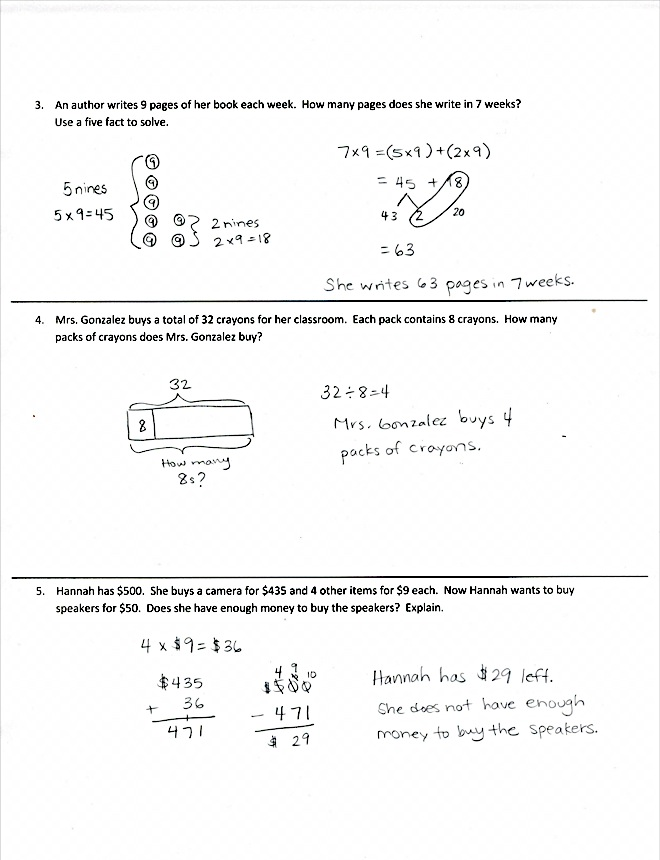 3. An author writes 9 pages of her book each week. How many pages does she write in 7 weeks?
Use a five fact to solve.
5 nines
5 x 9 = 45
9
9
9
9 9
9 9
2 nines
2 x 9 = 18
7 x 9 = (5 x 9) + (2 x 9)
= 45 + 18
43 2 20
= 63
She writes 63 pages in 7 weeks.
4. Mrs. Gonzalez buys a total of 32 crayons for her classroom. Each pack contains 8 crayons. How many
packs of crayons does Mrs. Gonzalez buy?
32
8
How many
8s?
32 ÷ 8 = 4
Mrs. Gonzalez buys 4
packs of crayons.
5. Hannah has $500. She buys a camera for $435 and 4 other items for $9 each. Now Hannah wants to buy
speakers for $50. Does she have enough money to buy the speakers? Explain.
4 x $9 = $36
$435
+ 36
471
4 9 10
$500
- 471
$ 29
Hannah has $29 left.
She does not have enough
money to buy the speakers.